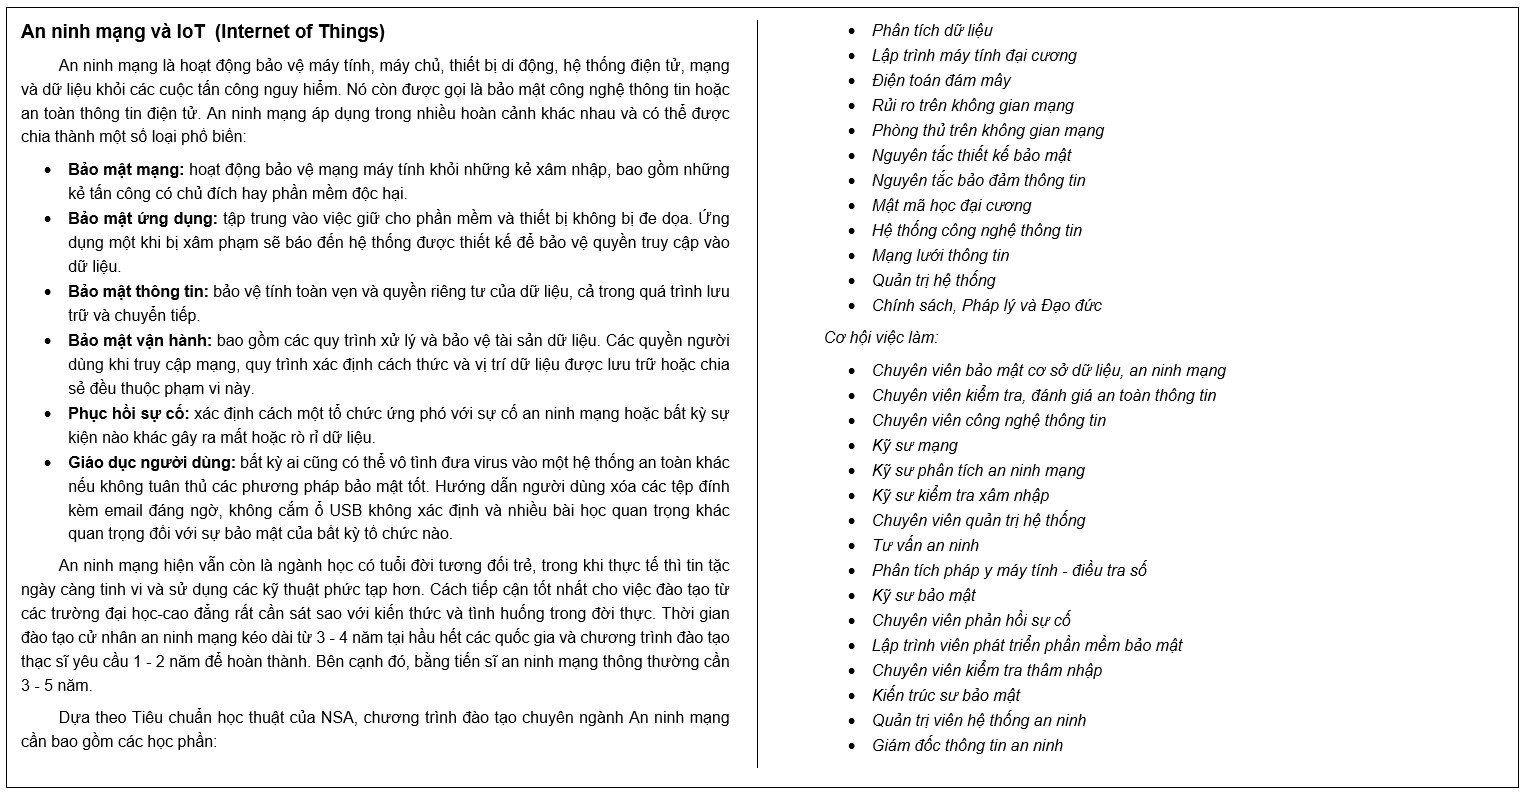 An ninh mạng và IoT (Internet of Things)
An ninh mạng là hoạt động bảo vệ máy tính, máy chủ, thiết bị di động, hệ thống điện tử, mạng
và dữ liệu khỏi các cuộc tấn công nguy hiểm. Nó còn được gọi là bảo mật công nghệ thông tin hoặc
an toàn thông tin điện tử. An ninh mạng áp dụng trong nhiều hoàn cảnh khác nhau và có thể được
chia thành một số loại phổ biến:
• Bảo mật mạng: hoạt động bảo vệ mạng máy tính khỏi những kẻ xâm nhập, bao gồm những
kẻ tấn công có chủ đích hay phần mềm độc hại.
• Bảo mật ứng dụng: tập trung vào việc giữ cho phần mềm và thiết bị không bị đe dọa. Ứng
dụng một khi bị xâm phạm sẽ báo đến hệ thống được thiết kế để bảo vệ quyền truy cập vào
dữ liệu.
• Bảo mật thông tin: bảo vệ tính toàn vẹn và quyền riêng tư của dữ liệu, cả trong quá trình lưu
trữ và chuyển tiếp.
• Bảo mật vận hành: bao gồm các quy trình xử lý và bảo vệ tài sản dữ liệu. Các quyền người
dùng khi truy cập mạng, quy trình xác định cách thức và vị trí dữ liệu được lưu trữ hoặc chia
sẻ đều thuộc phạm vi này.
• Phục hồi sự cố: xác định cách một tổ chức ứng phó với sự cố an ninh mạng hoặc bất kỳ sự
kiện nào khác gây ra mất hoặc rò rỉ dữ liệu.
• Giáo dục người dùng: bất kỳ ai cũng có thể vô tình đưa virus vào một hệ thống an toàn khác
nếu không tuân thủ các phương pháp bảo mật tốt. Hướng dẫn người dùng xóa các tệp đính
kèm email đáng ngờ, không cắm ổ USB không xác định và nhiều bài học quan trọng khác
quan trọng đối với sự bảo mật của bất kỳ tổ chức nào.
An ninh mạng hiện vẫn còn là ngành học có tuổi đời tương đối trẻ, trong khi thực tế thì tin tặc
ngày càng tinh vi và sử dụng các kỹ thuật phức tạp hơn. Cách tiếp cận tốt nhất cho việc đào tạo từ
các trường đại học-cao đẳng rất cần sát sao với kiến thức và tình huống trong đời thực. Thời gian
đào tạo cử nhân an ninh mạng kéo dài từ 3 - 4 năm tại hầu hết các quốc gia và chương trình đào tạo
thạc sĩ yêu cầu 1 - 2 năm để hoàn thành. Bên cạnh đó, bằng tiến sĩ an ninh mạng thông thường cần
3 - 5 năm.
Dựa theo Tiêu chuẩn học thuật của NSA, chương trình đào tạo chuyên ngành An ninh mạng
cần bao gồm các học phần:
• Phân tích dữ liệu
• Lập trình máy tính đại cương
• Điện toán đám mây
• Rủi ro trên không gian mạng
• Phòng thủ trên không gian mạng
• Nguyên tắc thiết kế bảo mật
• Nguyên tắc bảo đảm thông tin
• Mật mã học đại cương
• Hệ thống công nghệ thông tin
• Mạng lưới thông tin
• Quản trị hệ thống
• Chính sách, Pháp lý và Đạo đức
Cơ hội việc làm:
• Chuyên viên bảo mật cơ sở dữ liệu, an ninh mạng
• Chuyên viên kiểm tra, đánh giá an toàn thông tin
• Chuyên viên công nghệ thông tin
• Kỹ sư mạng
• Kỹ sư phân tích an ninh mạng
• Kỹ sư kiểm tra xâm nhập
• Chuyên viên quản trị hệ thống
• Tư vấn an ninh
• Phân tích pháp y máy tính - điều tra số
• Kỹ sư bảo mật
• Chuyên viên phản hồi sự cố
• Lập trình viên phát triển phần mềm bảo mật
• Chuyên viên kiểm tra thâm nhập
• Kiến trúc sư bảo mật
• Quản trị viên hệ thống an ninh
• Giám đốc thông tin an ninh